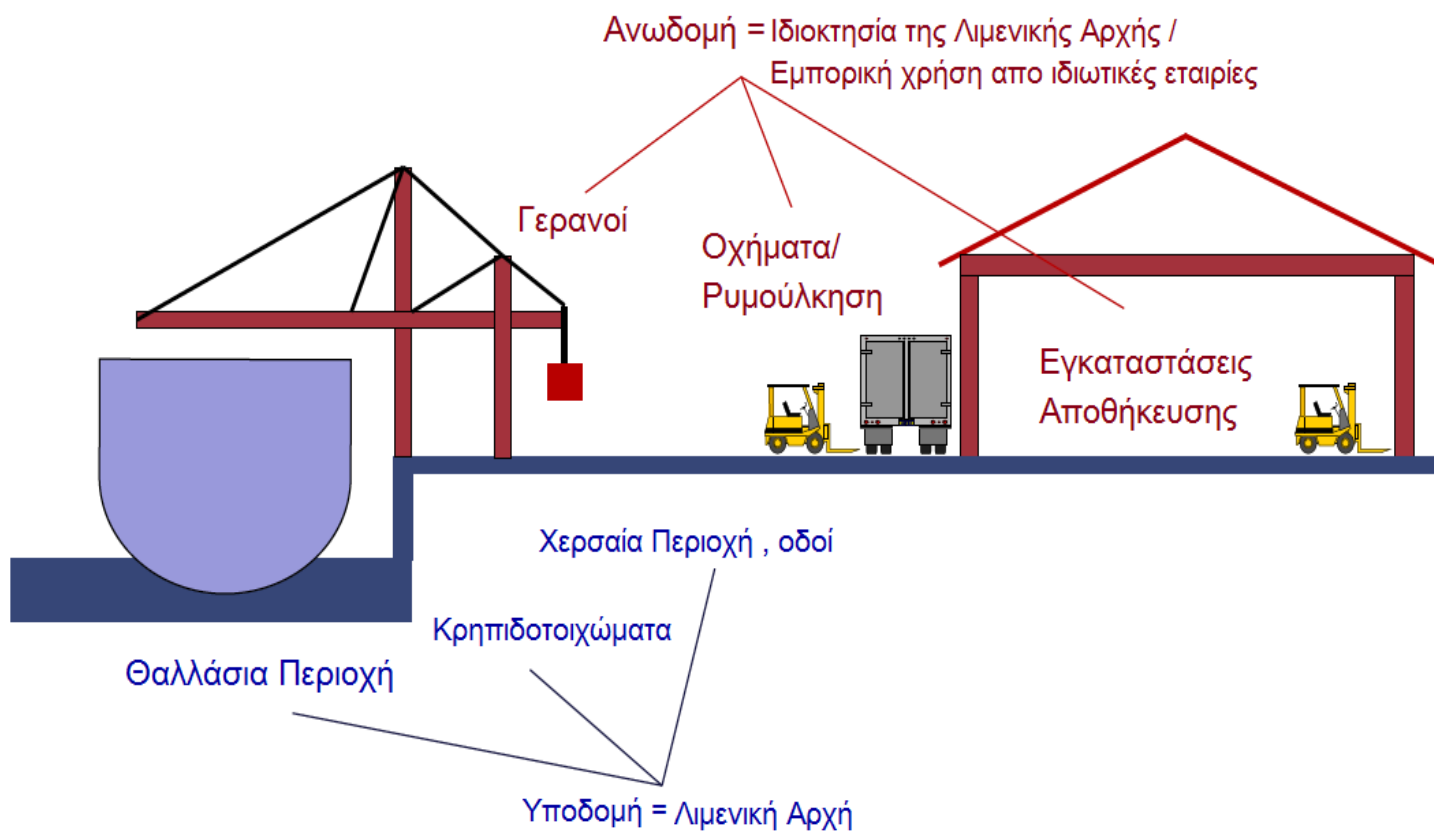 Ανωδομή = Ιδιοκτησία της Λιμενικής Αρχής /
Εμπορική χρήση απο ιδιωτικές εταιρίες
Γερανοί
Οχήματα/
Ρυμούλκηση
Εγκαταστάσεις
Αποθήκευσης
Χερσαία Περιοχή , οδοί
Κρηπιδοτοιχώματα
Θαλλάσια Περιοχή
Υποδομή = Λιμενική Αρχή